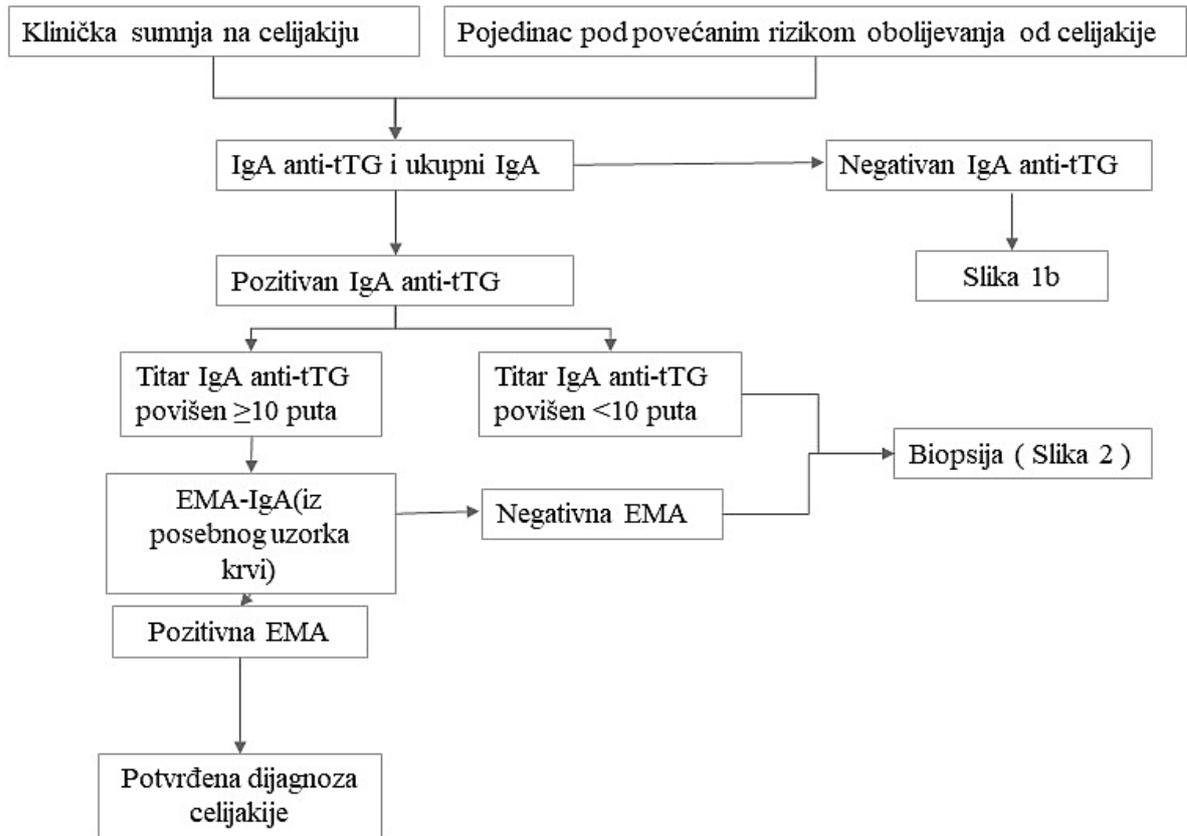 Klinička sumnja na celijakiju
Pojedinac pod povećanim rizikom obolijevanja od celijakije
IgA anti-tTG i ukupni IgA
Negativan IgA anti-tTG
Pozitivan IgA anti-tTG
Slika 1b
Titar IgA anti-tTG
povišen ≥10 puta
Titar IgA anti-tTG
povišen <10 puta
Biopsija ( Slika 2 )
EMA-IgA(iz
posebnog uzorka
krvi)
Negativna EMA
Pozitivna EMA
Potvrđena dijagnoza
celijakije